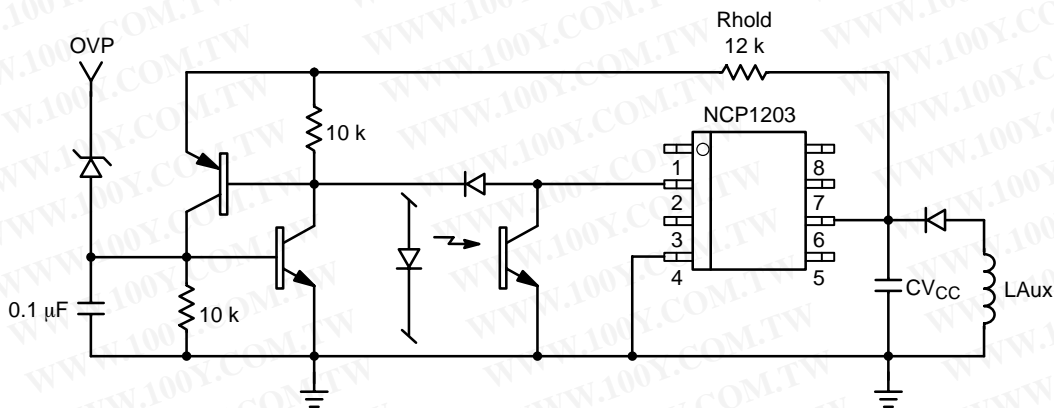 OVP
Rhold
12 k
NCP1203
10 k
1
8
2
7
3
6
4
5
0.1 μF
10 k
CVCC
LAux
WWW.100Y.COM.TW